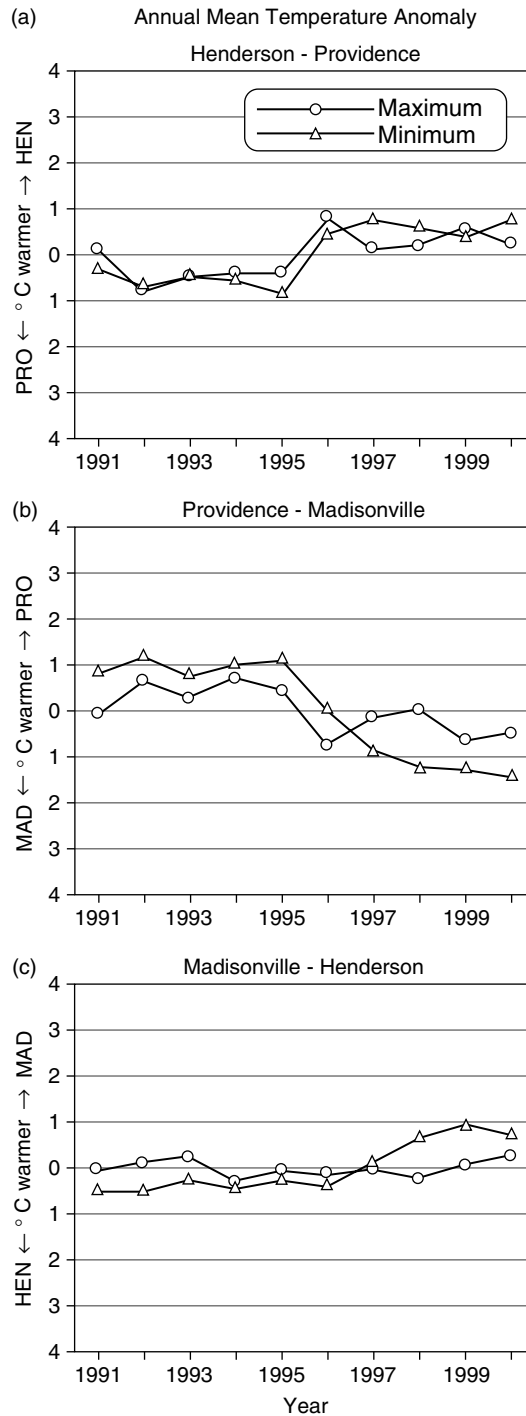 (a) Annual Mean Temperature Anomaly
Henderson - Providence
Maximum
Minimum
PRO ← ° C warmer → HEN
4
3
2
1
0
1
2
3
4
1991 1993 1995 1997 1999
(b) Providence - Madisonville
MAD ← ° C warmer → PRO
4
3
2
1
0
1
2
3
4
1991 1993 1995 1997 1999
(c) Madisonville - Henderson
HEN ← ° C warmer → MAD
4
3
2
1
0
1
2
3
4
1991 1993 1995 1997 1999
Year